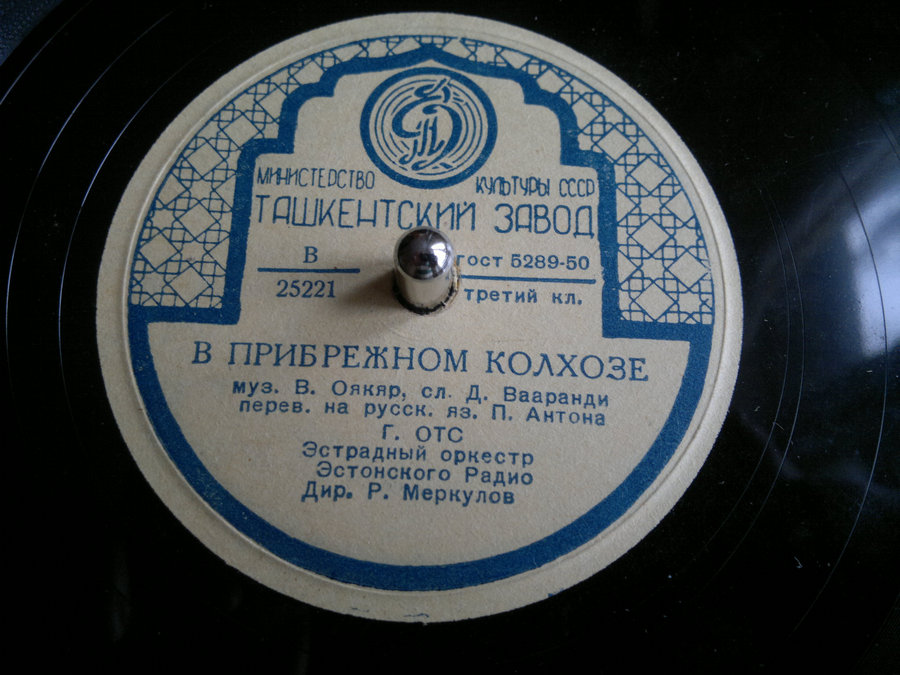 МИНИСТЕРСТВО КУЛЬТУРЫ СССР
ТАШКЕНТСКИЙ ЗАВОД
В
25221
гост 5289-50
третий кл.
В ПРИБРЕЖНОМ КОЛХОЗЕ
муз. В. Оякяр, сл. Д. Вааранди
перев. на русск. яз. П. Антона
Г. ОТС
Эстрадный оркестр
Эстонского Радио
Дир. Р. Меркулов